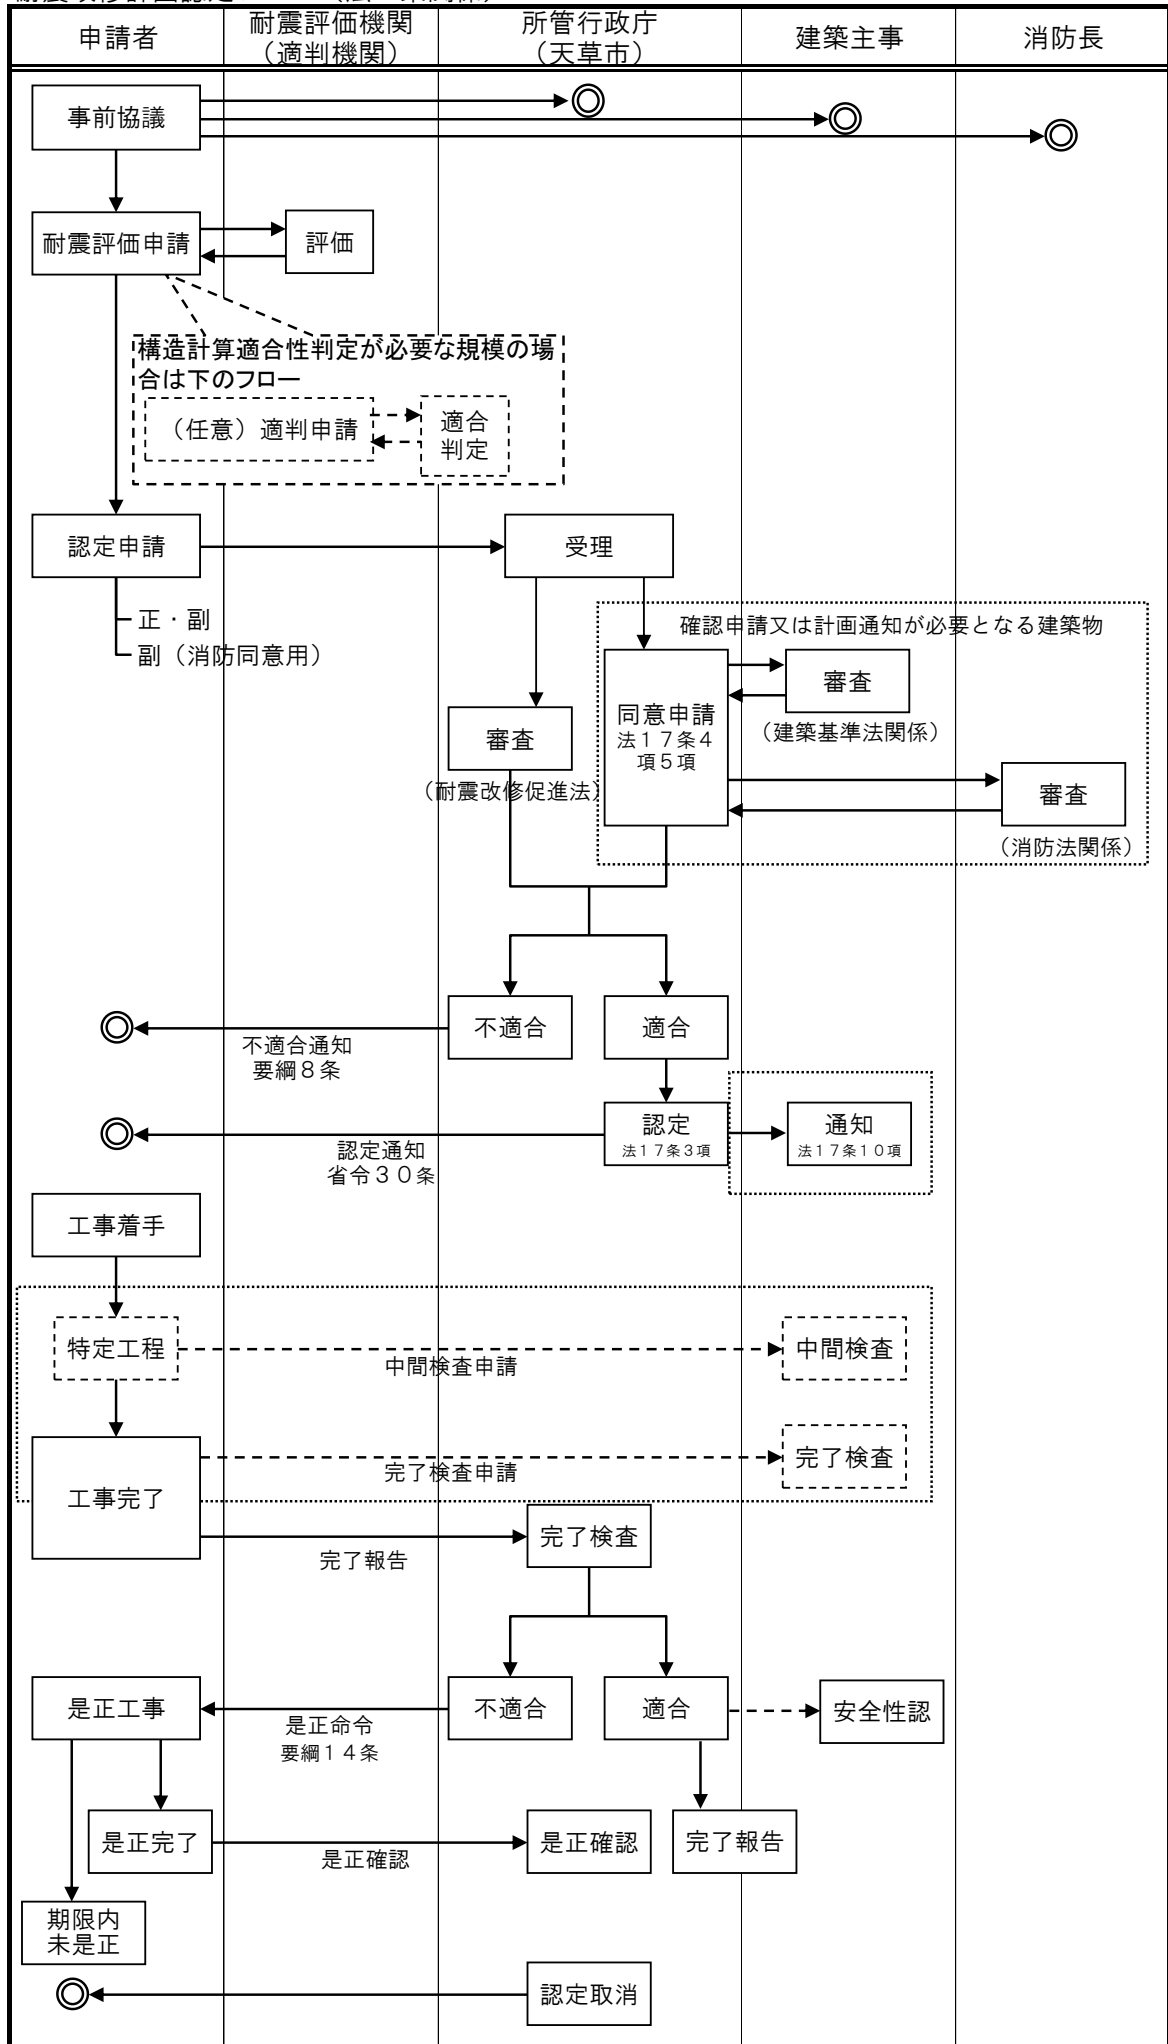 申請者
耐震評価機関
（適判機関）
所管行政庁
（天草市）
建築主事
消防長
事前協議
耐震評価申請
評価
構造計算適合性判定が必要な規模の場
合は下のフロー
（任意）適判申請
適合
判定
認定申請
受理
正・副
副（消防同意用）
確認申請又は計画通知が必要となる建築物
同意申請
法１７条４
項５項
審査
（建築基準法関係）
審査
（耐震改修促進法）
審査
（消防法関係）
不適合
適合
不適合通知
要綱８条
認定
法１７条３項
通知
法１７条１０項
認定通知
省令３０条
工事着手
特定工程
中間検査申請
中間検査
工事完了
完了検査申請
完了検査
完了報告
完了検査
是正工事
不適合
適合
安全性認
是正命令
要綱１４条
是正完了
是正確認
是正確認
完了報告
期限内
未是正
認定取消